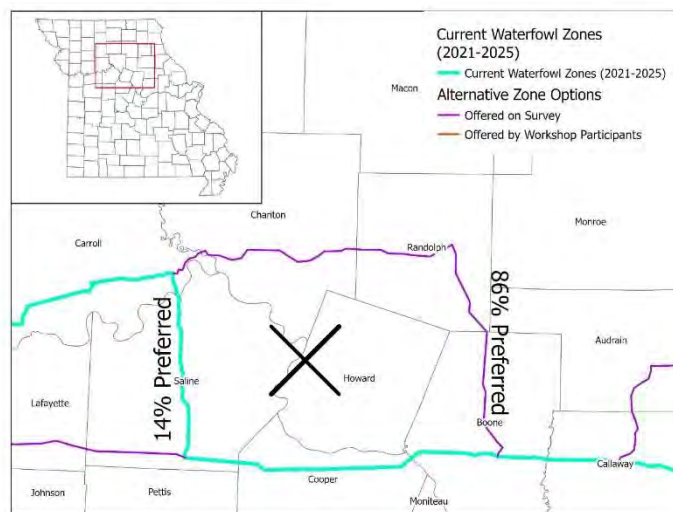 Current Waterfowl Zones
(2021-2025)
Current Waterfowl Zones (2021-2025)
Alternative Zone Options
Offered on Survey
Offered by Workshop Participants
Macon
Chariton
Monroe
Carroll
Randolph
86% Preferred
14% Preferred
Audrain
Saline
Howard
Lafayette
Boone
Callaway
Cooper
Johnson
Pettis
Moniteau